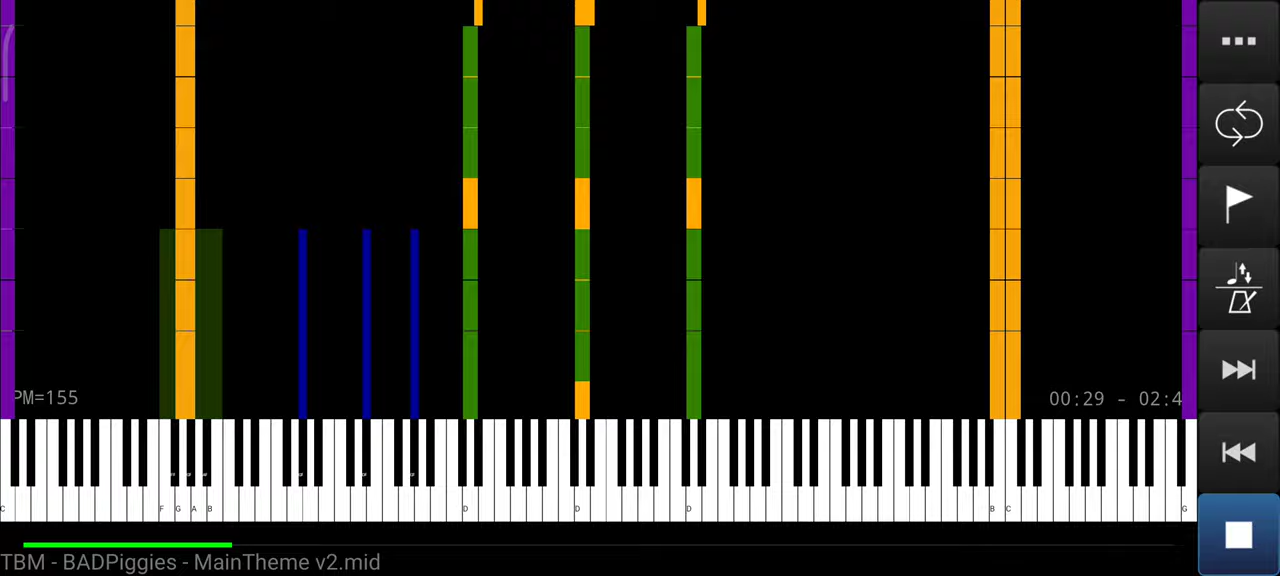 PM=155
00:29 - 02:4
C F G A B D D D B C G
TBM - BADPiggies - MainTheme v2.mid